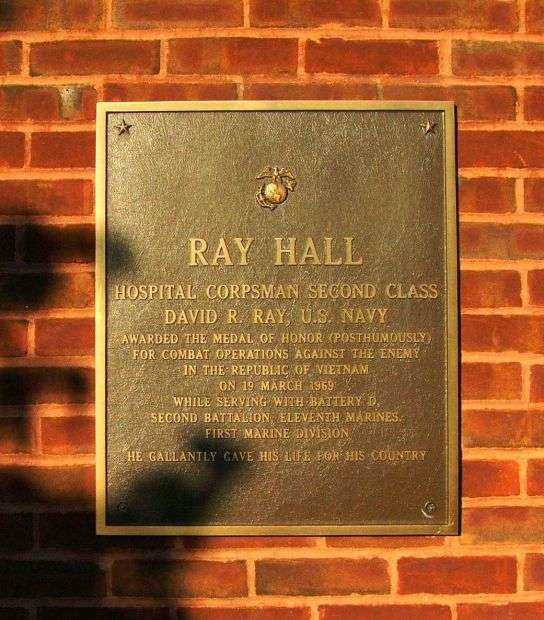 RAY HALL
HOSPITAL CORPSMAN SECOND CLASS
DAVID R. RAY, U.S. NAVY
AWARDED THE MEDAL OF HONOR (POSTHUMOUSLY)
FOR COMBAT OPERATIONS AGAINST THE ENEMY
IN THE REPUBLIC OF VIETNAM
ON 19 MARCH 1969
WHILE SERVING WITH BATTERY D,
SECOND BATTALION, ELEVENTH MARINES,
FIRST MARINE DIVISION
HE GALLANTLY GAVE HIS LIFE FOR HIS COUNTRY